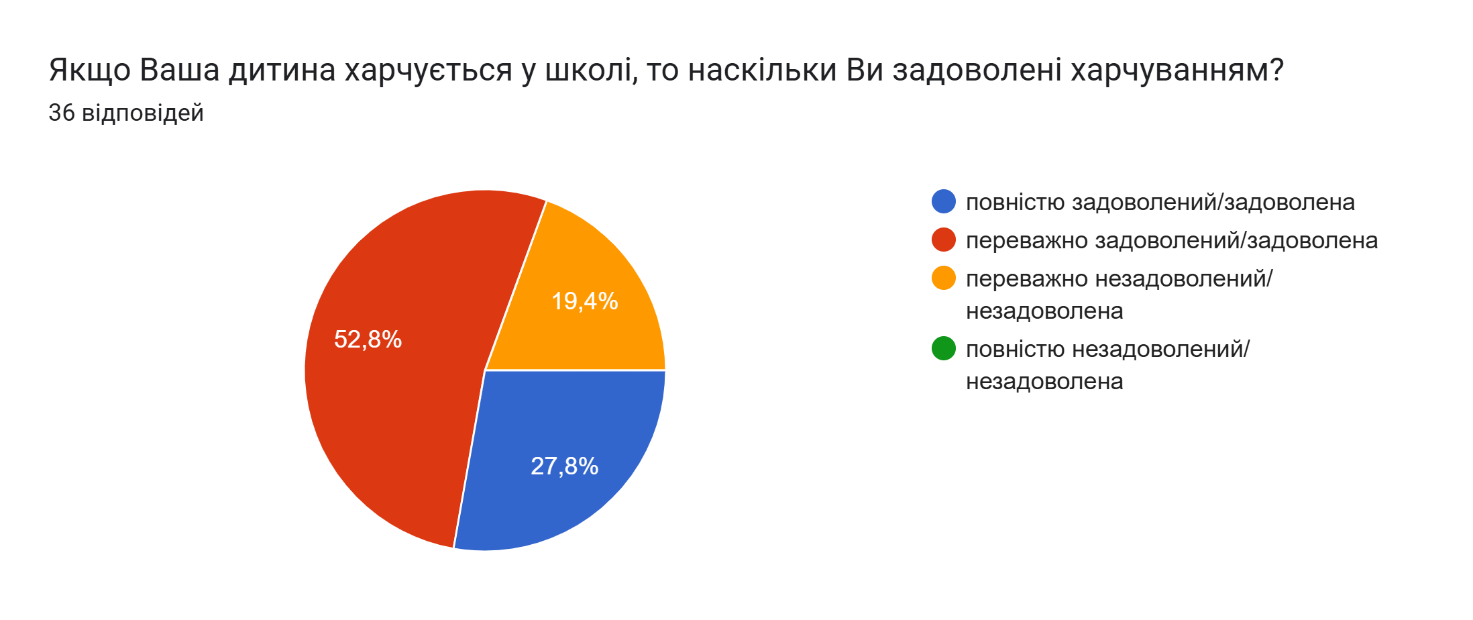 Якщо Ваша дитина харчується у школі, то наскільки Ви задоволені харчуванням?
36 відповідей
повністю задоволений/задоволена
переважно задоволений/задоволена
переважно незадоволений/
незадоволена
повністю незадоволений/
незадоволена
19,4%
52,8%
27,8%